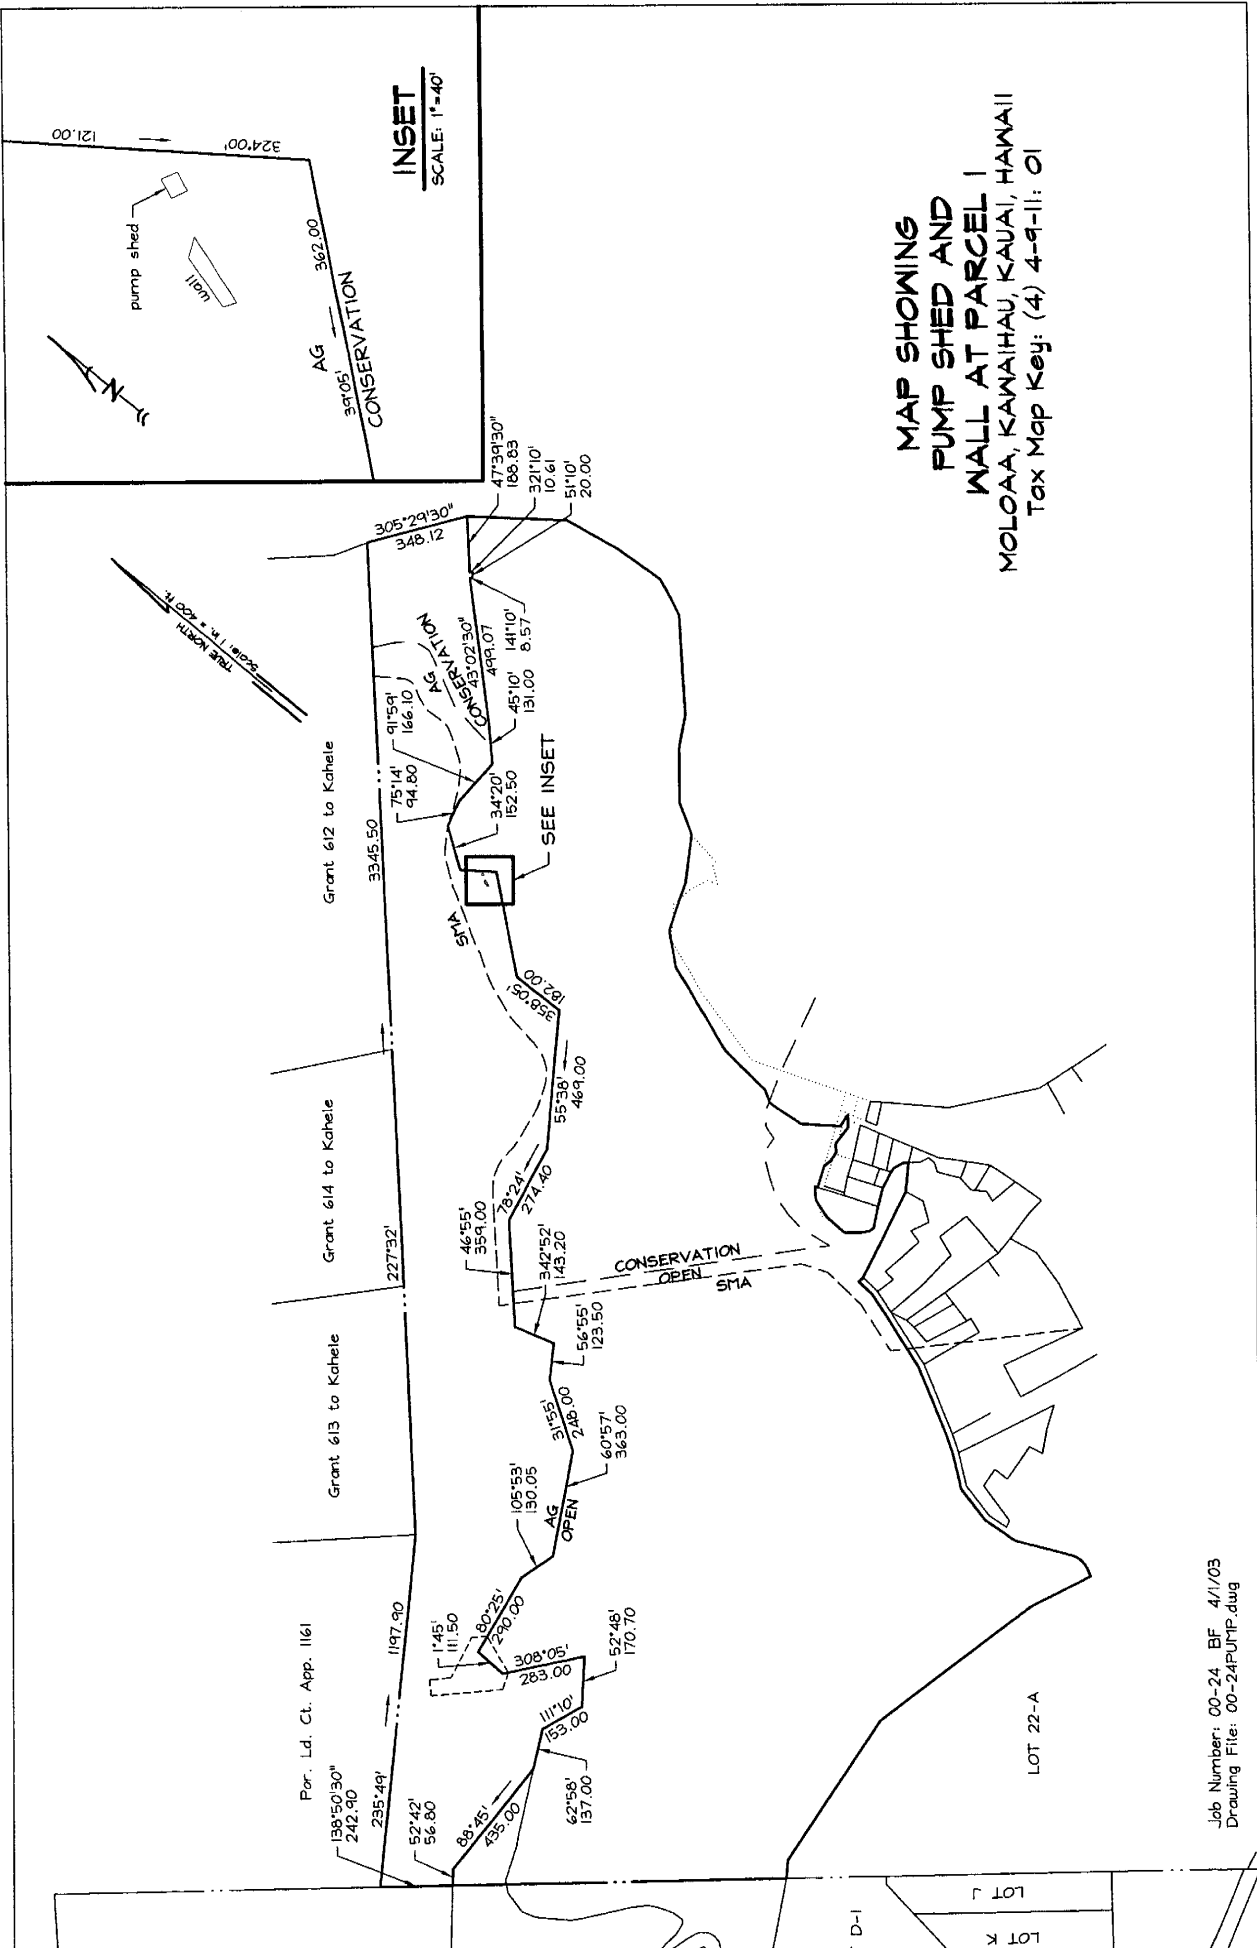 MAP SHOWING
PUMP SHED AND
WALL AT PARCEL 1
MOLOAA, KAWAIHAU, KAUAI, HAWAII
Tax Map Key: (4) 4-9-11: 01
INSET
SCALE: 1"=40'
121.00
324°00'
pump shed
wall
362.00
39°05'
AG
CONSERVATION
N
TRUE NORTH
Scale: 1 in. = 400 ft.
305°29'30"
348.12
47°39'30"
188.83
321°10'
10.61
51°10'
20.00
141°10'
8.57
43°02'30"
499.07
AG
CONSERVATION
45°10'
131.00
91°59'
166.10
75°14'
94.80
34°20'
152.50
SEE INSET
SMA
358°05'
182.00
55°38'
469.00
78°24'
274.40
46°55'
359.00
342°52'
143.20
CONSERVATION
OPEN
SMA
56°55'
123.50
31°55'
248.00
60°57'
363.00
AG
OPEN
105°53'
130.05
80°25'
290.00
1°45'
111.50
308°05'
283.00
52°48'
170.70
111°10'
153.00
62°58'
137.00
88°45'
435.00
52°42'
56.80
138°50'30"
242.90
235°49'
1197.90
227°32'
3345.50
Grant 612 to Kahele
Grant 614 to Kahele
Grant 613 to Kahele
Por. Ld. Ct. App. 1161
LOT 22-A
D-1
LOT J
LOT K
Job Number: 00-24 BF 4/1/03
Drawing File: 00-24PUMP.dwg